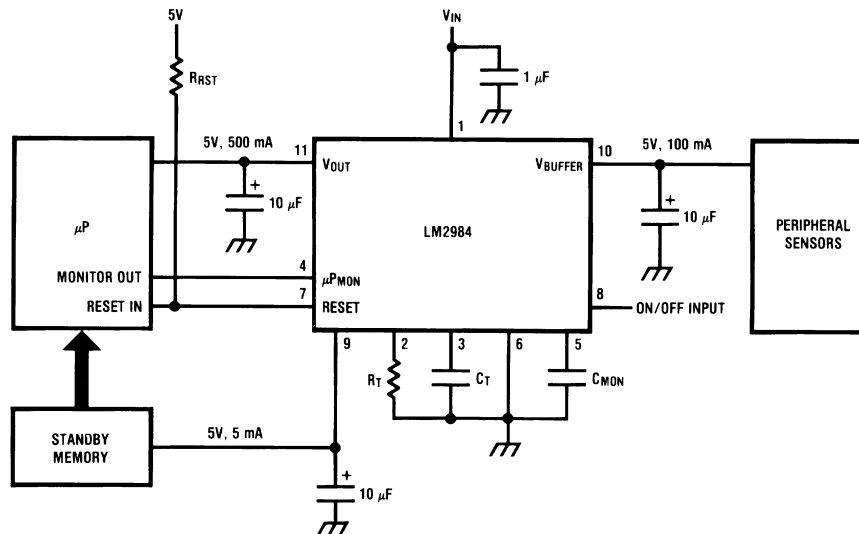 5V
VIN
RRST
1 μF
1
5V, 500 mA
11
VOUT
VBUFFER
10
5V, 100 mA
+
10 μF
+
10 μF
μP
LM2984
PERIPHERAL
SENSORS
MONITOR OUT
4
μPMON
RESET IN
7
RESET
8
ON/OFF INPUT
9
2
3
6
5
RT
CT
CMON
STANDBY
MEMORY
5V, 5 mA
+
10 μF